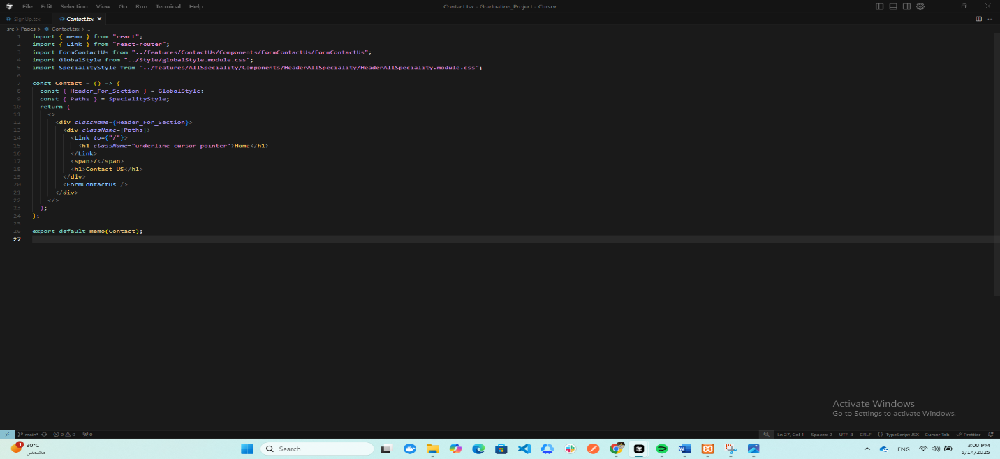 File Edit Selection View Go Run Terminal Help
Contact.tsx - Graduation_Project - Cursor
SignUp.tsx
Contact.tsx
src > Pages > Contact.tsx > ...
1 import { memo } from "react";
2 import { Link } from "react-router";
3 import FormContactUs from "../features/ContactUs/Components/FormContactUs/FormContactUs";
4 import GlobalStyle from "../Style/globalStyle.module.css";
5 import SpecialityStyle from "../features/AllSpeciality/Components/HeaderAllSpeciality/HeaderAllSpeciality.module.css";
6
7 const Contact = () => {
8 const { Header_For_Section } = GlobalStyle;
9 const { Paths } = SpecialityStyle;
10 return (
11 <>
12 <div className={Header_For_Section}>
13 <div className={Paths}>
14 <Link to={"/"}>
15 <h1 className="underline cursor-pointer">Home</h1>
16 </Link>
17 <span>/</span>
18 <h1>Contact US</h1>
19 </div>
20 <FormContactUs />
21 </div>
22 </>
23 );
24 };
25
26 export default memo(Contact);
27
Activate Windows
Go to Settings to activate Windows.
main* 0 0 0
Ln 27, Col 1 Spaces: 2 UTF-8 CRLF {} TypeScript JSX Cursor Tab Prettier
1
30°C
مشمس
Search
ENG
3:00 PM
5/14/2025